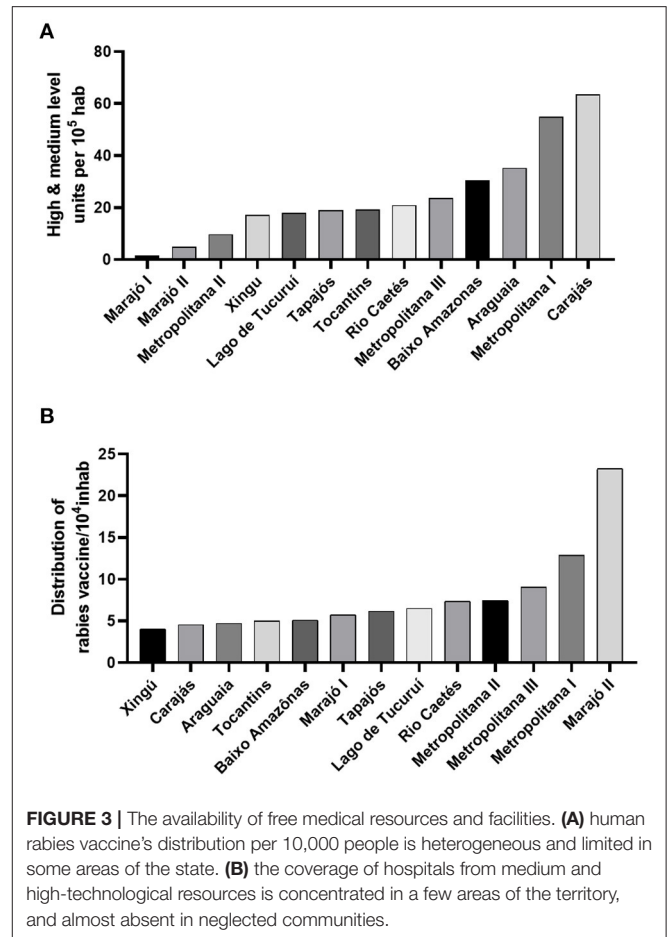 A
High & medium level
units per 10⁵ hab
80
60
40
20
0
Marajó I
Marajó II
Metropolitana II
Xingu
Lago de Tucuruí
Tapajós
Tocantins
Rio Caetés
Metropolitana III
Baixo Amazonas
Araguaia
Metropolitana I
Carajás
B
Distribution of
rabies vaccine/10⁴inhab
25
20
15
10
5
0
Xingú
Carajás
Araguaia
Tocantins
Baixo Amazônas
Marajó I
Tapajós
Lago de Tucuruí
Rio Caetés
Metropolitana II
Metropolitana III
Metropolitana I
Marajó II
FIGURE 3 | The availability of free medical resources and facilities. (A) human
rabies vaccine's distribution per 10,000 people is heterogeneous and limited in
some areas of the state. (B) the coverage of hospitals from medium and
high-technological resources is concentrated in a few areas of the territory,
and almost absent in neglected communities.